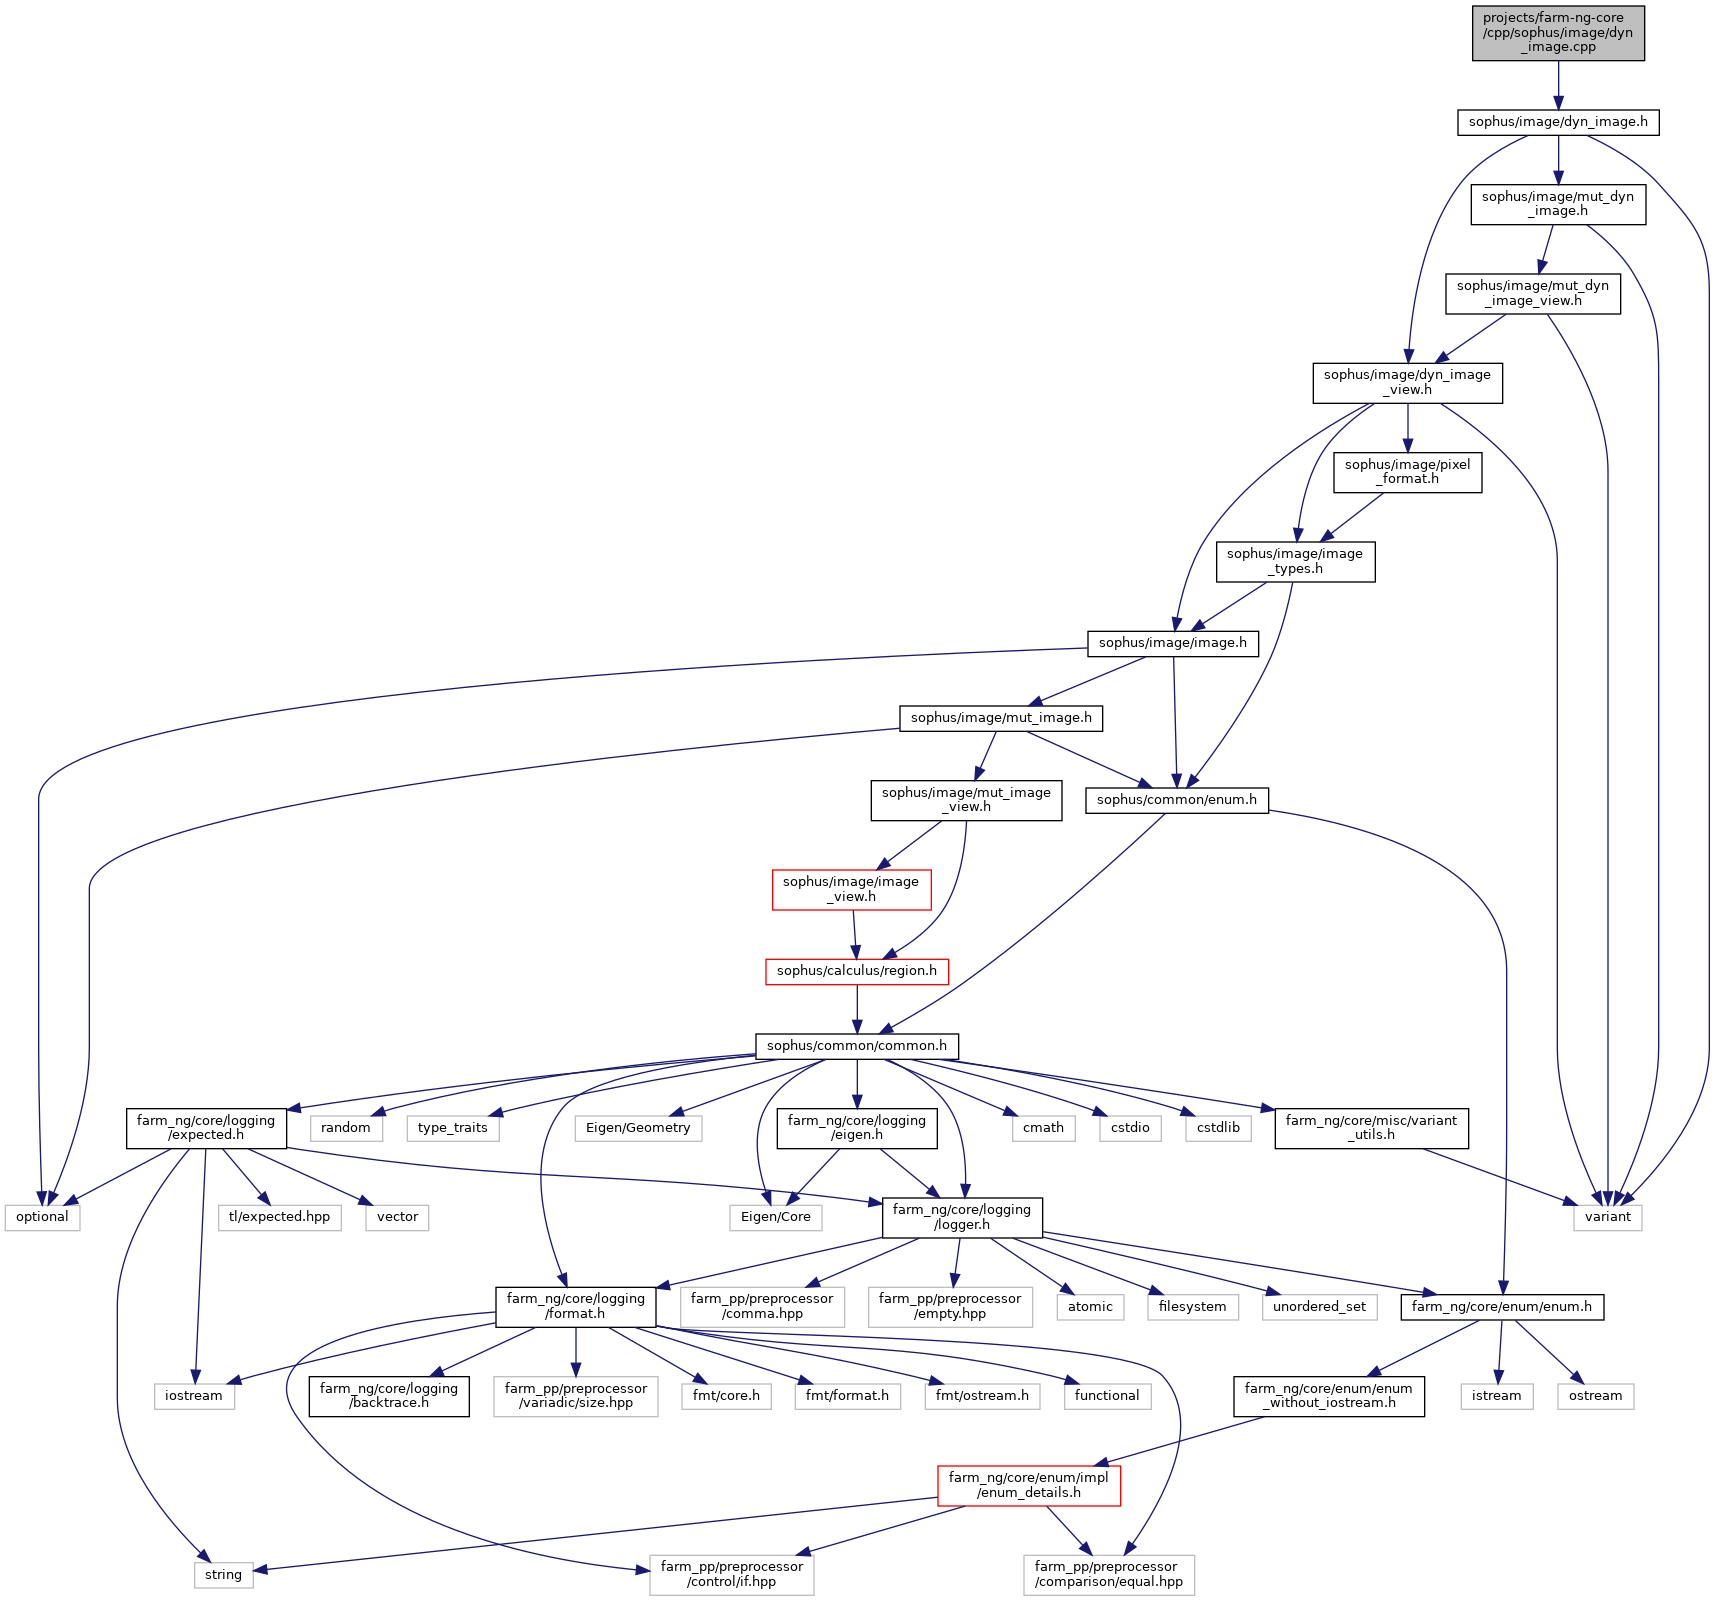 projects/farm-ng-core
/cpp/sophus/image/dyn
_image.cpp
sophus/image/dyn_image.h
sophus/image/mut_dyn
_image.h
sophus/image/mut_dyn
_image_view.h
sophus/image/dyn_image
_view.h
sophus/image/pixel
_format.h
sophus/image/image
_types.h
sophus/image/image.h
sophus/image/mut_image.h
sophus/image/mut_image
_view.h
sophus/common/enum.h
sophus/image/image
_view.h
sophus/calculus/region.h
sophus/common/common.h
farm_ng/core/logging
/expected.h
random
type_traits
Eigen/Geometry
farm_ng/core/logging
/eigen.h
cmath
cstdio
cstdlib
farm_ng/core/misc/variant
_utils.h
optional
tl/expected.hpp
vector
Eigen/Core
farm_ng/core/logging
/logger.h
variant
farm_ng/core/logging
/format.h
farm_pp/preprocessor
/comma.hpp
farm_pp/preprocessor
/empty.hpp
atomic
filesystem
unordered_set
farm_ng/core/enum/enum.h
iostream
farm_ng/core/logging
/backtrace.h
farm_pp/preprocessor
/variadic/size.hpp
fmt/core.h
fmt/format.h
fmt/ostream.h
functional
farm_ng/core/enum/enum
_without_iostream.h
istream
ostream
farm_ng/core/enum/impl
/enum_details.h
string
farm_pp/preprocessor
/control/if.hpp
farm_pp/preprocessor
/comparison/equal.hpp